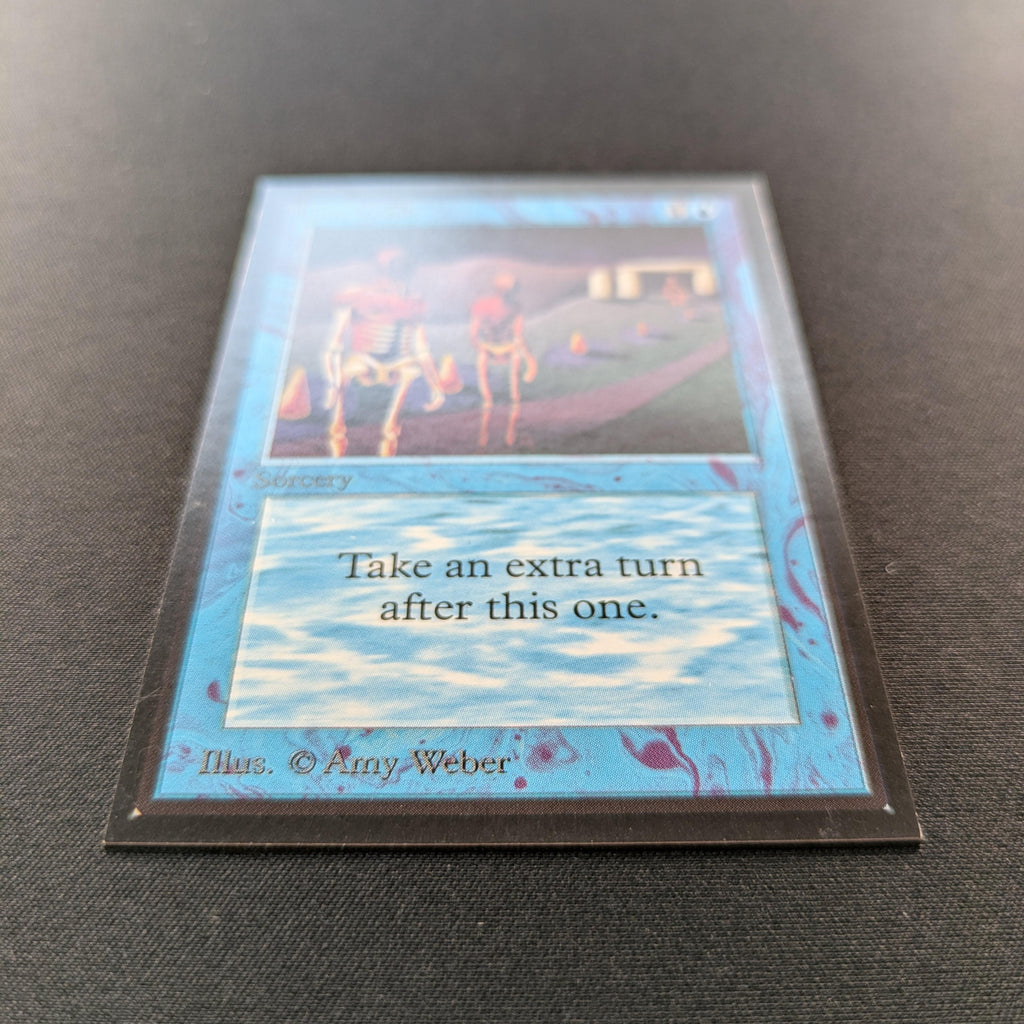 Sorcery
Take an extra turn
after this one.
Illus. © Amy Weber